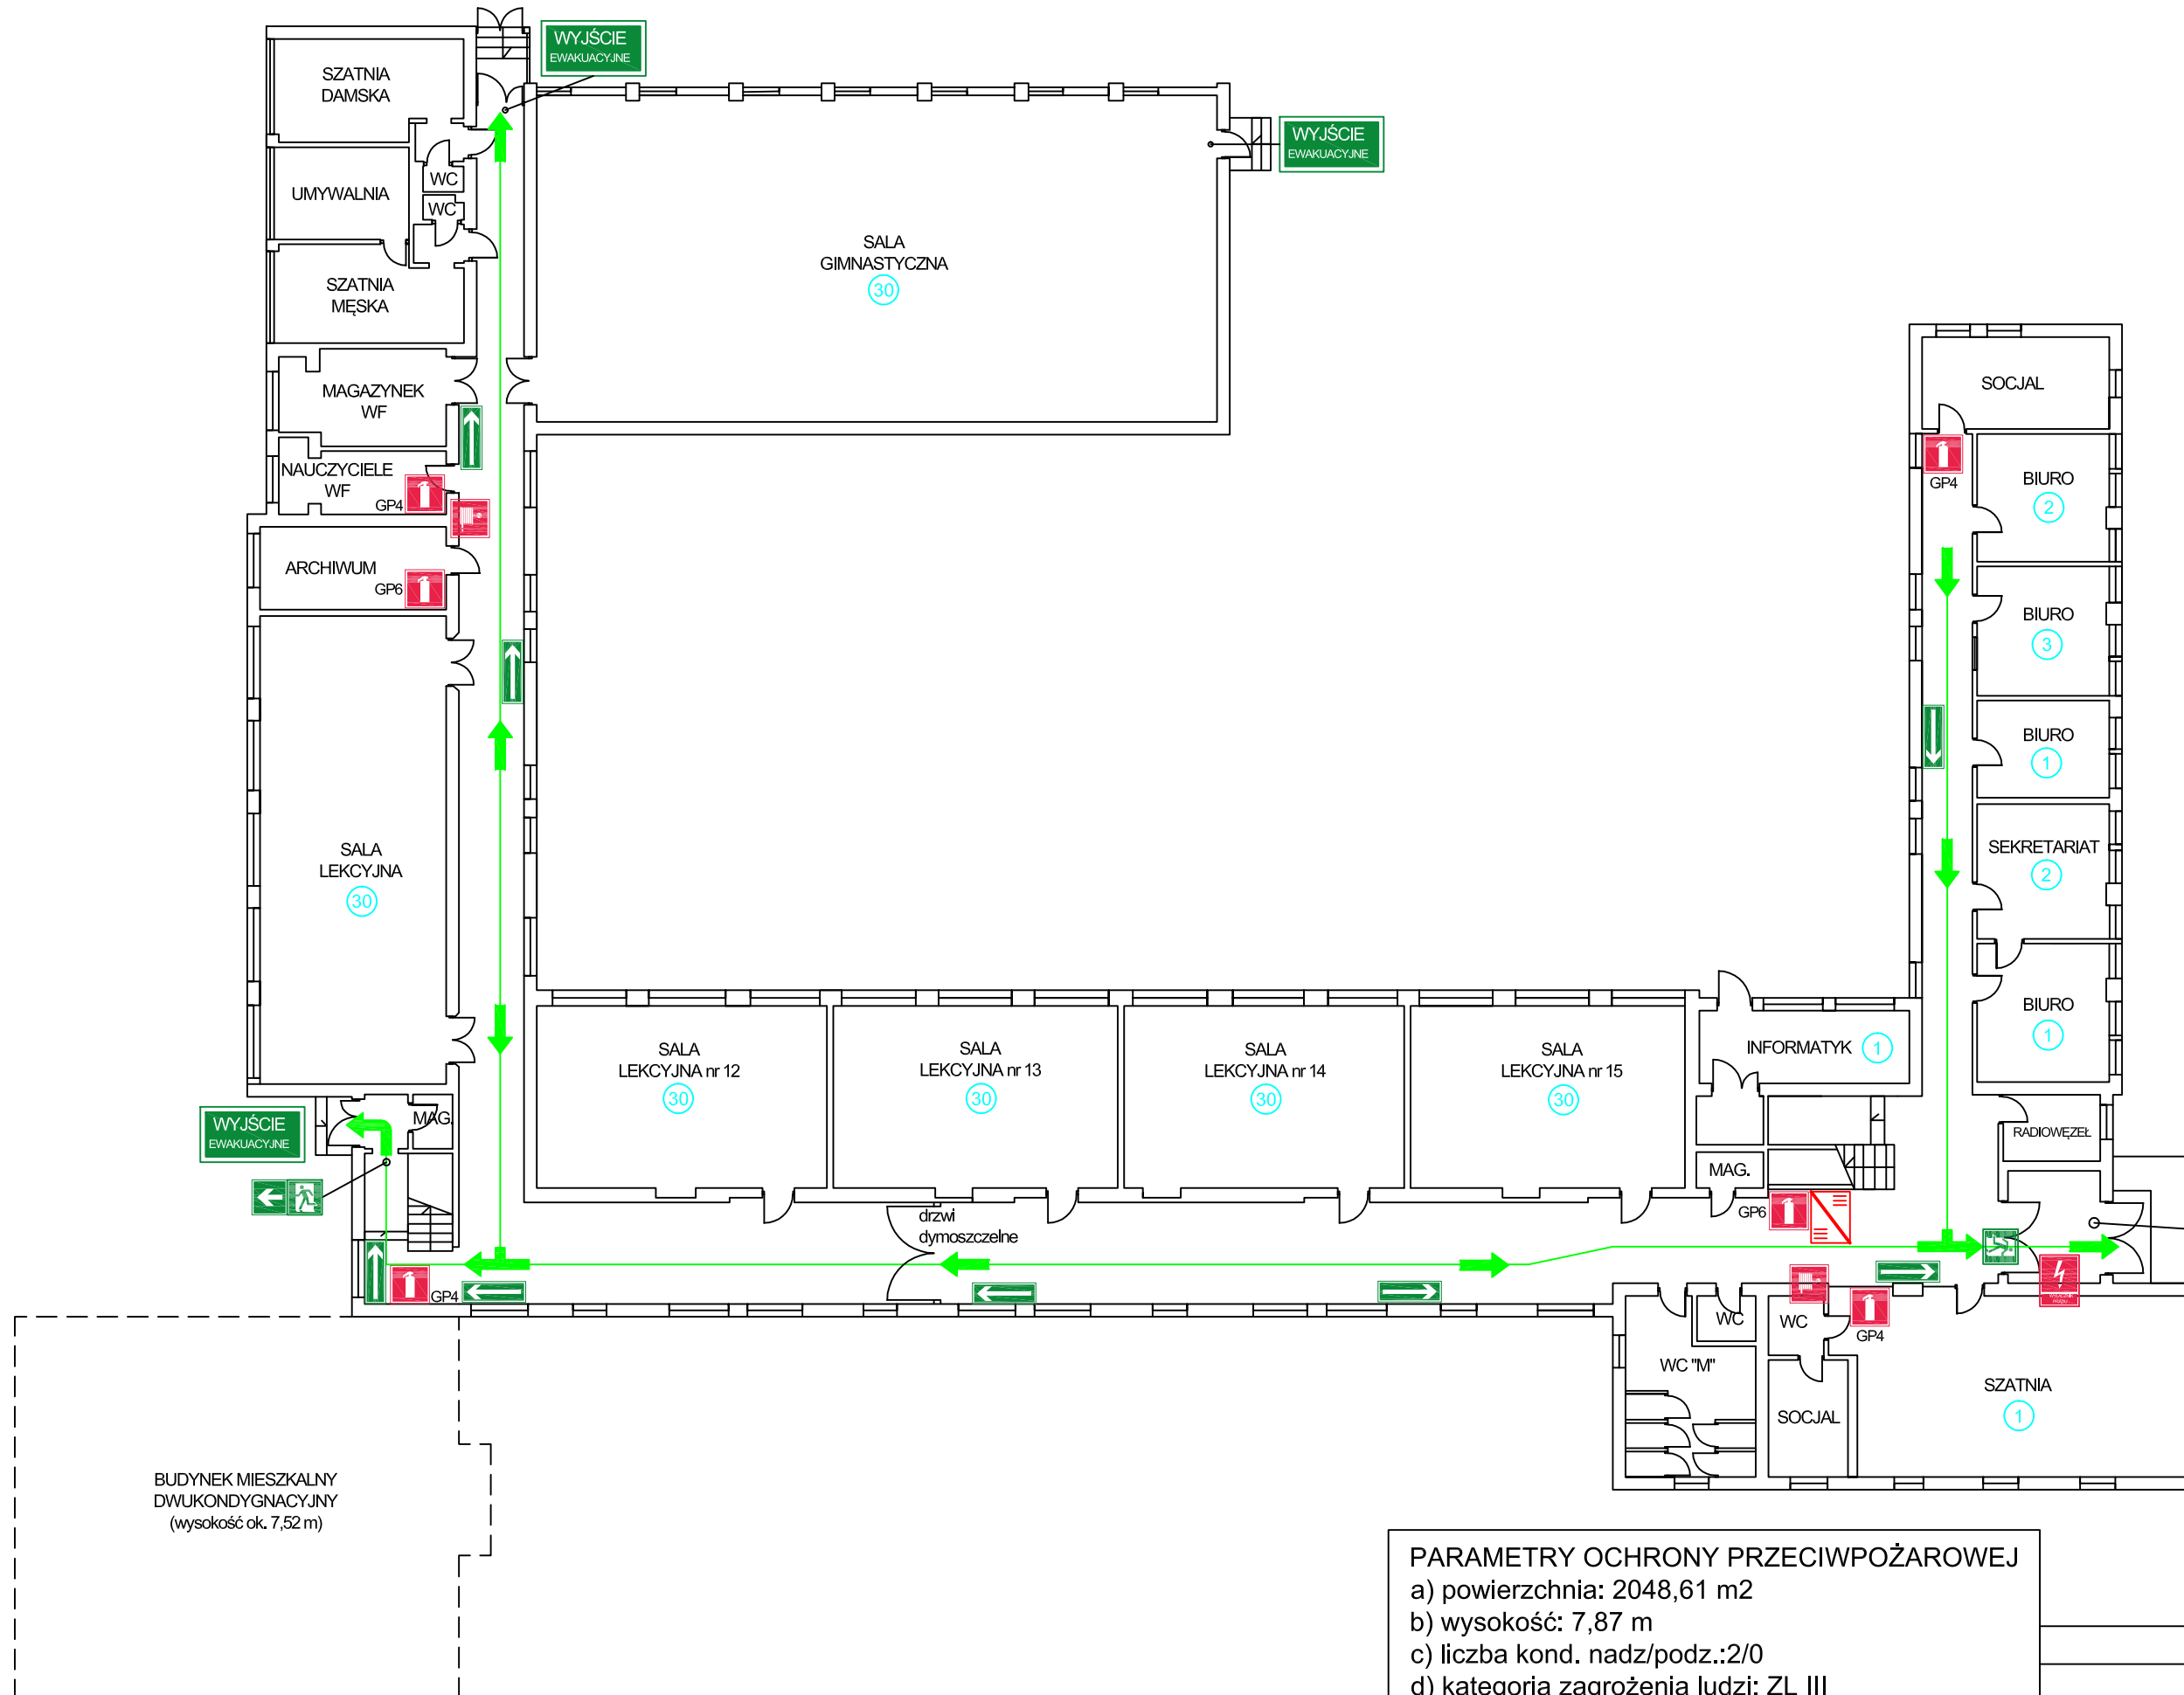 WYJŚCIE
EWAKUACYJNE
SZATNIA
DAMSKA
WYJŚCIE
EWAKUACYJNE
WC
UMYWALNIA
WC
SALA
GIMNASTYCZNA
30
SZATNIA
MĘSKA
MAGAZYNEK
WF
SOCJAL
NAUCZYCIELE
WF
GP4
GP4
BIURO
2
ARCHIWUM
GP6
BIURO
3
BIURO
1
SALA
LEKCYJNA
30
SEKRETARIAT
2
BIURO
1
SALA
LEKCYJNA nr 12
30
SALA
LEKCYJNA nr 13
30
SALA
LEKCYJNA nr 14
30
SALA
LEKCYJNA nr 15
30
INFORMATYK 1
WYJŚCIE
EWAKUACYJNE
MAG.
RADIOWĘZEŁ
MAG.
GP6
drzwi
dymoszczelne
GP4
WC
WC
GP4
WC "M"
SZATNIA
1
SOCJAL
BUDYNEK MIESZKALNY
DWUKONDYGNACYJNY
(wysokość ok. 7,52 m)
PARAMETRY OCHRONY PRZECIWPOŻAROWEJ
a) powierzchnia: 2048,61 m2
b) wysokość: 7,87 m
c) liczba kond. nadz/podz.:2/0
d) kategoria zagrożenia ludzi: ZL III